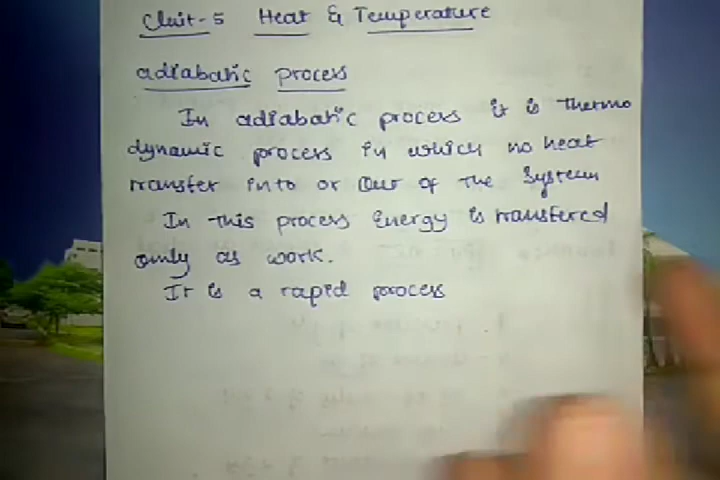 Unit-5 Heat & Temperature
adiabatic process
In adiabatic process it is thermo
dynamic process in which no heat
transfer into or out of the system
In this process Energy is transfered
only as work.
It is a rapid process